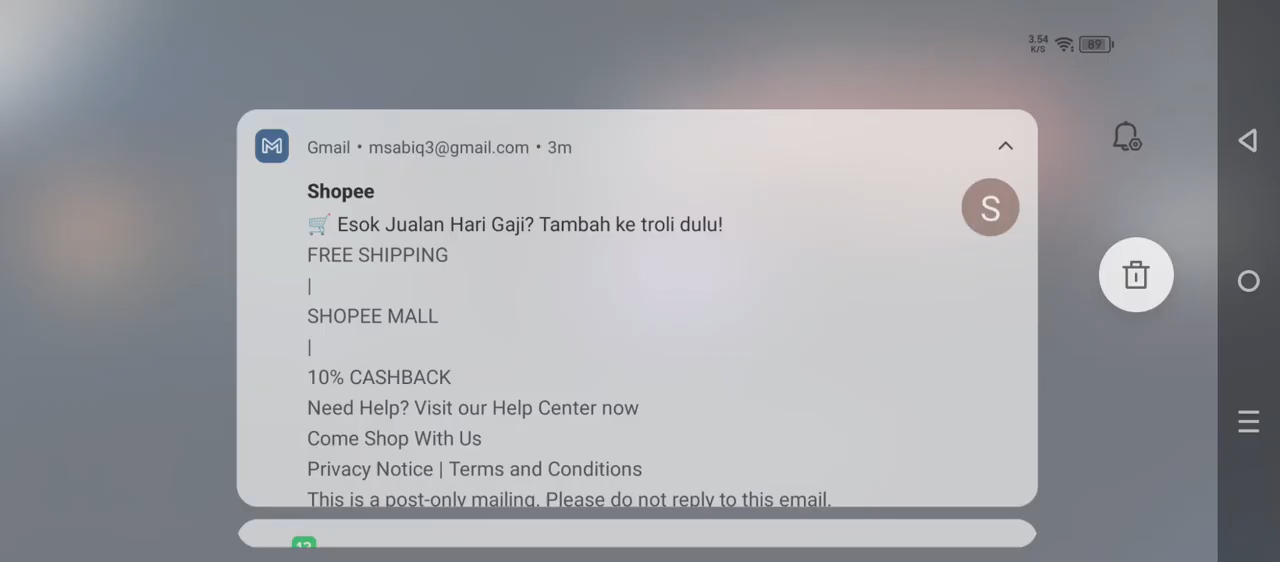 3.54
K/S
89
Gmail • msabiq3@gmail.com • 3m
Shopee
S
🛒 Esok Jualan Hari Gaji? Tambah ke troli dulu!
FREE SHIPPING
|
SHOPEE MALL
|
10% CASHBACK
Need Help? Visit our Help Center now
Come Shop With Us
Privacy Notice | Terms and Conditions
This is a post-only mailing. Please do not reply to this email.